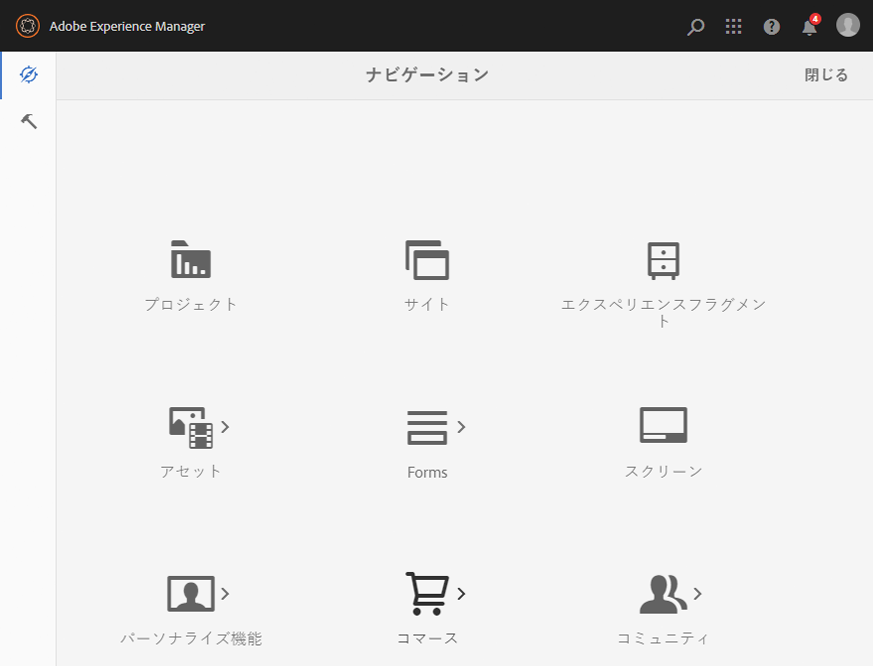 Adobe Experience Manager
4
ナビゲーション
閉じる
プロジェクト
サイト
エクスペリエンスフラグメン
ト
アセット
Forms
スクリーン
パーソナライズ機能
コマース
コミュニティ